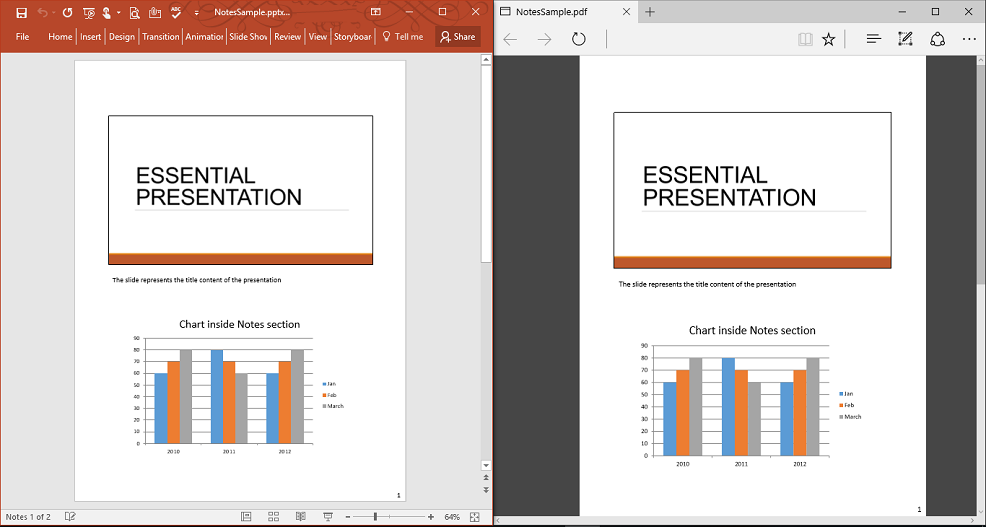 NotesSample.pptx...
File Home Insert Design Transition Animation Slide Show Review View Storyboar Tell me Share
ESSENTIAL
PRESENTATION
The slide represents the title content of the presentation
Chart inside Notes section
90
80
70
60
50
40
30
20
10
0
2010 2011 2012
Jan
Feb
March
1
Notes 1 of 2
64%
NotesSample.pdf
ESSENTIAL
PRESENTATION
The slide represents the title content of the presentation
Chart inside Notes section
90
80
70
60
50
40
30
20
10
0
2010 2011 2012
Jan
Feb
March
1